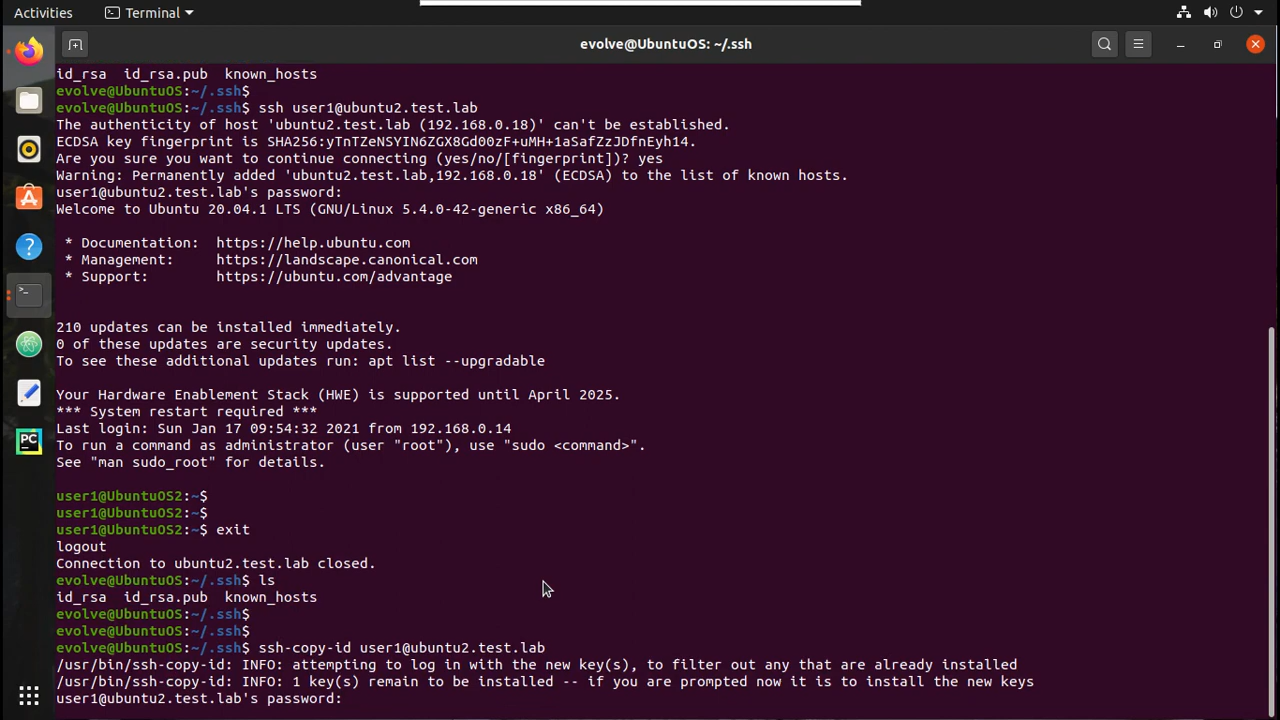 Activities
Terminal
evolve@UbuntuOS: ~/.ssh
id_rsa  id_rsa.pub  known_hosts
evolve@UbuntuOS:~/.ssh$
evolve@UbuntuOS:~/.ssh$ ssh user1@ubuntu2.test.lab
The authenticity of host 'ubuntu2.test.lab (192.168.0.18)' can't be established.
ECDSA key fingerprint is SHA256:yTnTZeNSYIN6ZGX8Gd00zF+uMH+1aSafZzJDfnEyh14.
Are you sure you want to continue connecting (yes/no/[fingerprint])? yes
Warning: Permanently added 'ubuntu2.test.lab,192.168.0.18' (ECDSA) to the list of known hosts.
user1@ubuntu2.test.lab's password:
Welcome to Ubuntu 20.04.1 LTS (GNU/Linux 5.4.0-42-generic x86_64)
* Documentation:  https://help.ubuntu.com
* Management:     https://landscape.canonical.com
* Support:        https://ubuntu.com/advantage
210 updates can be installed immediately.
0 of these updates are security updates.
To see these additional updates run: apt list --upgradable
Your Hardware Enablement Stack (HWE) is supported until April 2025.
*** System restart required ***
Last login: Sun Jan 17 09:54:32 2021 from 192.168.0.14
To run a command as administrator (user "root"), use "sudo <command>".
See "man sudo_root" for details.
user1@UbuntuOS2:~$
user1@UbuntuOS2:~$
user1@UbuntuOS2:~$ exit
logout
Connection to ubuntu2.test.lab closed.
evolve@UbuntuOS:~/.ssh$ ls
id_rsa  id_rsa.pub  known_hosts
evolve@UbuntuOS:~/.ssh$
evolve@UbuntuOS:~/.ssh$
evolve@UbuntuOS:~/.ssh$ ssh-copy-id user1@ubuntu2.test.lab
/usr/bin/ssh-copy-id: INFO: attempting to log in with the new key(s), to filter out any that are already installed
/usr/bin/ssh-copy-id: INFO: 1 key(s) remain to be installed -- if you are prompted now it is to install the new keys
user1@ubuntu2.test.lab's password:
PC